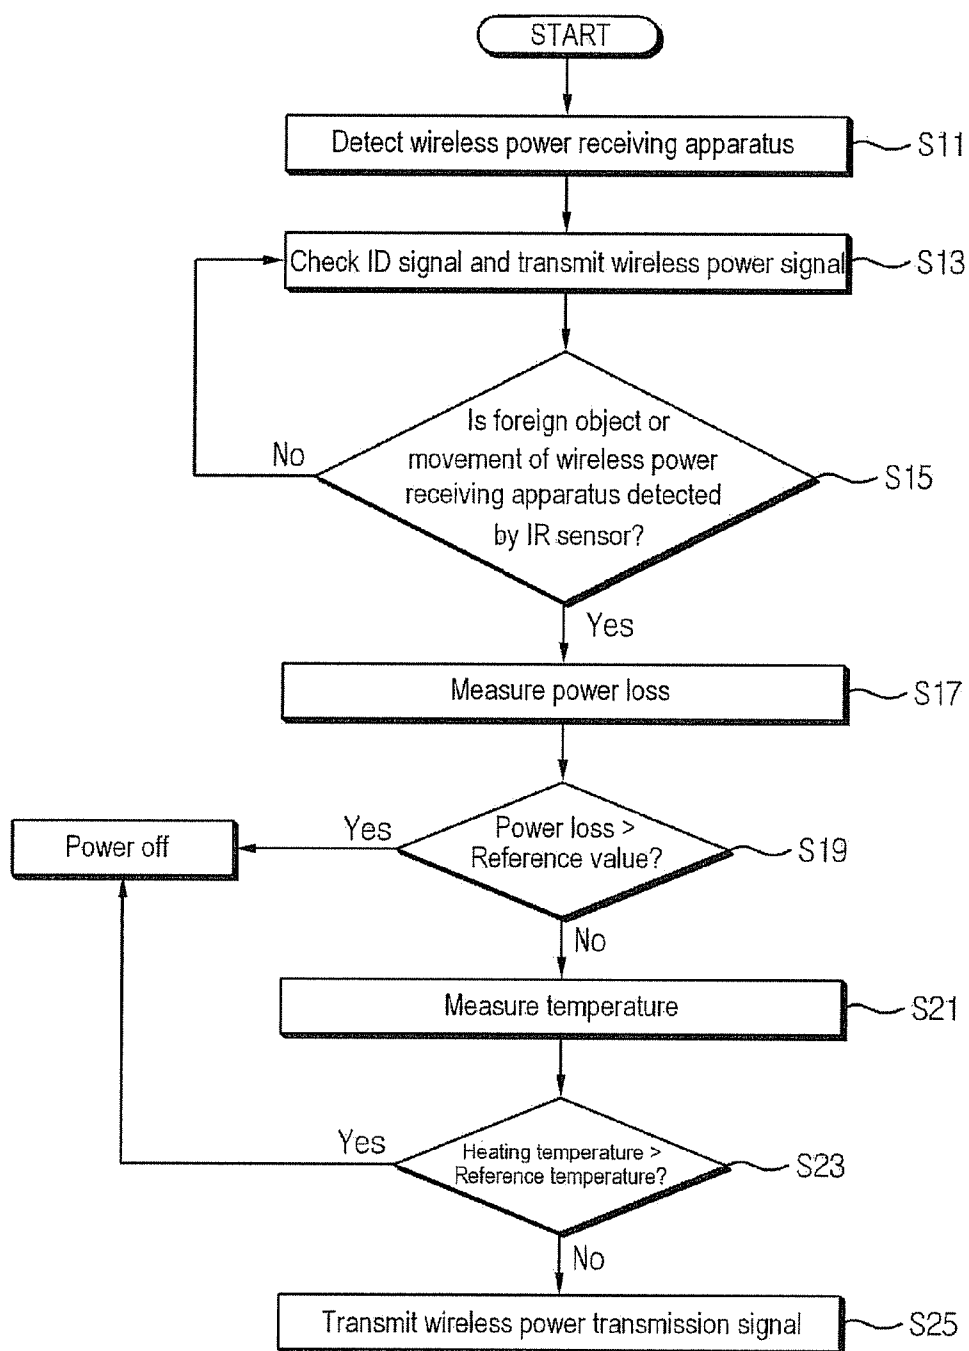 START
Detect wireless power receiving apparatus
S11
Check ID signal and transmit wireless power signal
S13
Is foreign object or
movement of wireless power
receiving apparatus detected
by IR sensor?
S15
No
Yes
Measure power loss
S17
Power loss >
Reference value?
S19
Yes
Power off
No
Measure temperature
S21
Heating temperature >
Reference temperature?
S23
Yes
No
Transmit wireless power transmission signal
S25